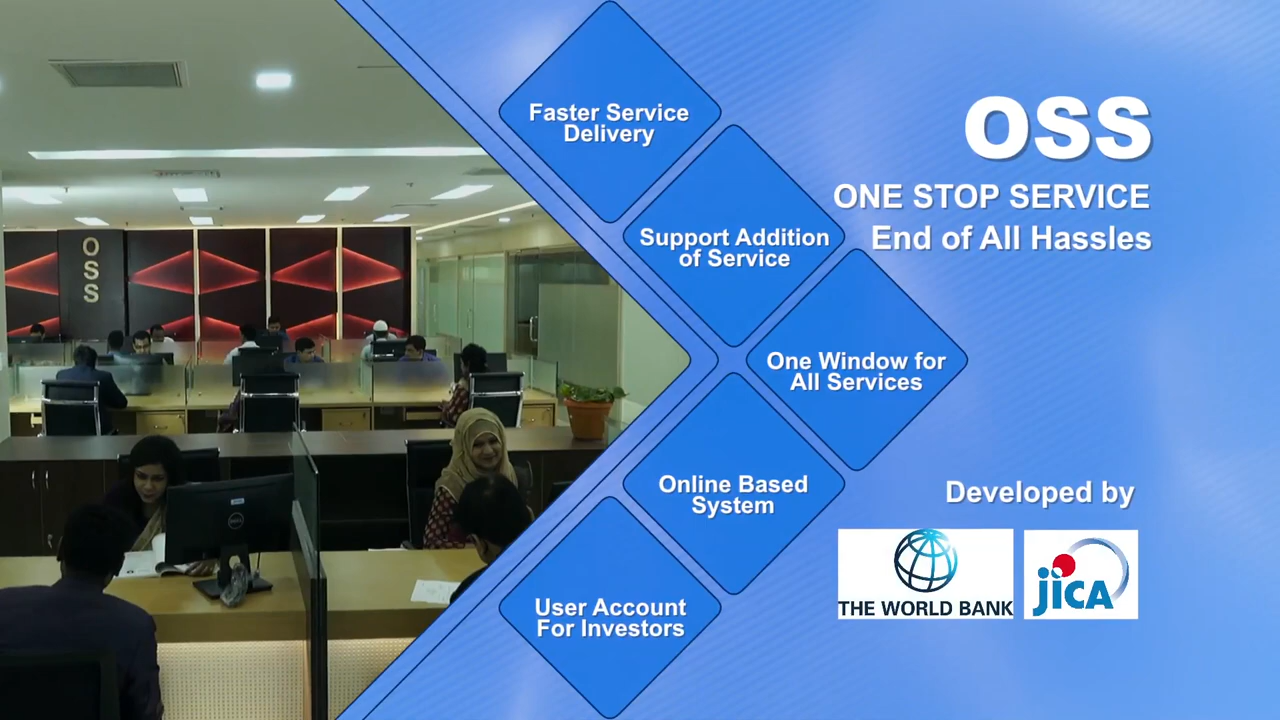 OSS
ONE STOP SERVICE
End of All Hassles
Faster Service
Delivery
Support Addition
of Service
One Window for
All Services
Online Based
System
User Account
For Investors
Developed by
THE WORLD BANK
jICA
O
S
S
DELL